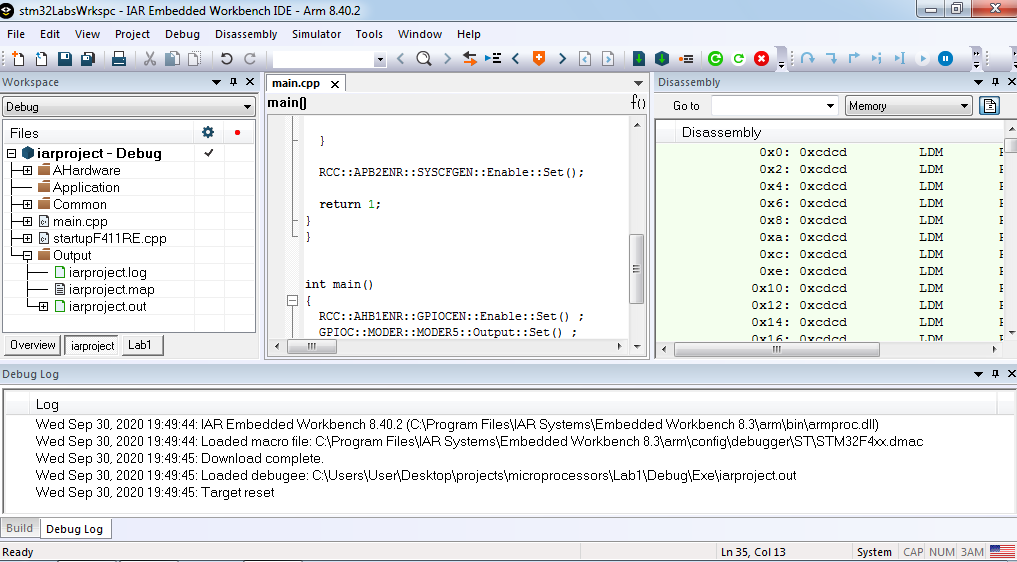 stm32LabsWrkspc - IAR Embedded Workbench IDE - Arm 8.40.2
File Edit View Project Debug Disassembly Simulator Tools Window Help
Workspace
Debug
Files
iarproject - Debug
AHardware
Application
Common
main.cpp
startupF411RE.cpp
Output
iarproject.log
iarproject.map
iarproject.out
Overview iarproject Lab1
main.cpp
main()
f()
}
RCC::APB2ENR::SYSCFGEN::Enable::Set();
return 1;
}
}
int main()
{
RCC::AHB1ENR::GPIOCEN::Enable::Set() ;
GPIOC::MODER::MODER5::Output::Set() ;
Disassembly
Go to Memory
Disassembly
0x0: 0xcdcd LDM
0x2: 0xcdcd LDM
0x4: 0xcdcd LDM
0x6: 0xcdcd LDM
0x8: 0xcdcd LDM
0xa: 0xcdcd LDM
0xc: 0xcdcd LDM
0xe: 0xcdcd LDM
0x10: 0xcdcd LDM
0x12: 0xcdcd LDM
0x14: 0xcdcd LDM
0x16: 0xcdcd LDM
Debug Log
Log
Wed Sep 30, 2020 19:49:44: IAR Embedded Workbench 8.40.2 (C:\Program Files\IAR Systems\Embedded Workbench 8.3\arm\bin\armproc.dll)
Wed Sep 30, 2020 19:49:44: Loaded macro file: C:\Program Files\IAR Systems\Embedded Workbench 8.3\arm\config\debugger\ST\STM32F4xx.dmac
Wed Sep 30, 2020 19:49:45: Download complete.
Wed Sep 30, 2020 19:49:45: Loaded debugee: C:\Users\User\Desktop\projects\microprocessors\Lab1\Debug\Exe\iarproject.out
Wed Sep 30, 2020 19:49:45: Target reset
Build Debug Log
Ready Ln 35, Col 13 System CAP NUM ЗАМ